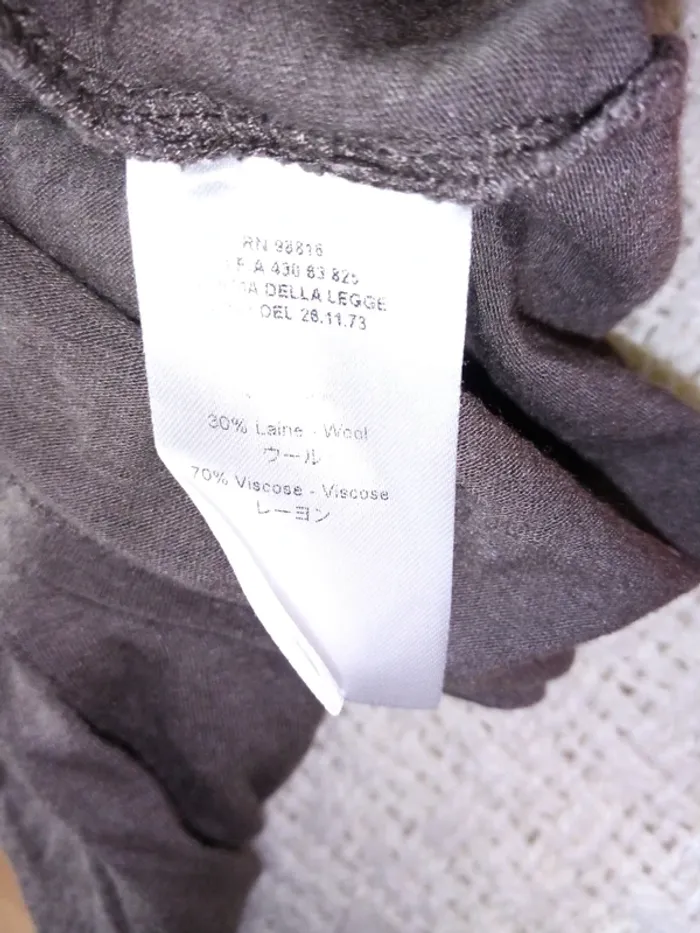 RN 98816
A 430 83 825
DELLA LEGGE
DEL 26.11.73
30% Laine - Wool
ウール
70% Viscose - Viscose
レーヨン